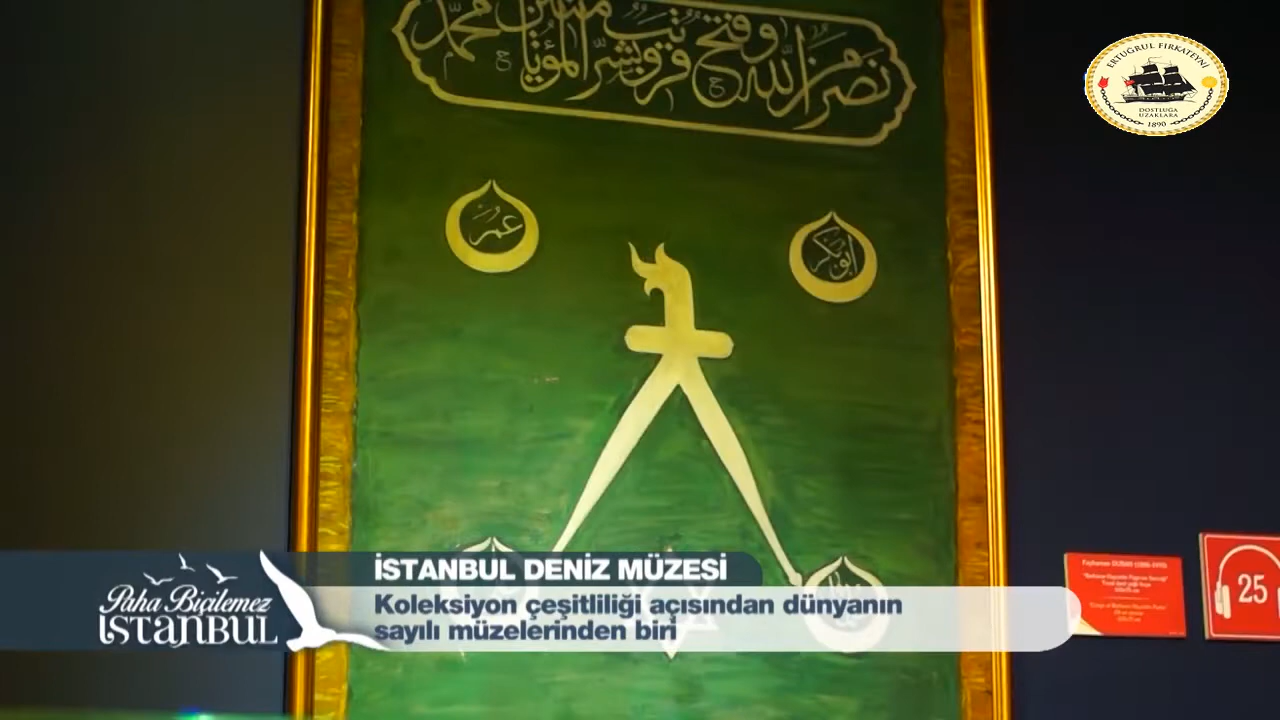 نصر من الله وفتح قريب وبشر المؤمنين يا محمد
ERTUĞRUL FIRKATEYNİ
DOSTLUĞA
UZAKLARA
1890
عمر
ابو بكر
İSTANBUL DENİZ MÜZESİ
Koleksiyon çeşitliliği açısından dünyanın
sayılı müzelerinden biri
Paha Biçilemez
İSTANBUL
25